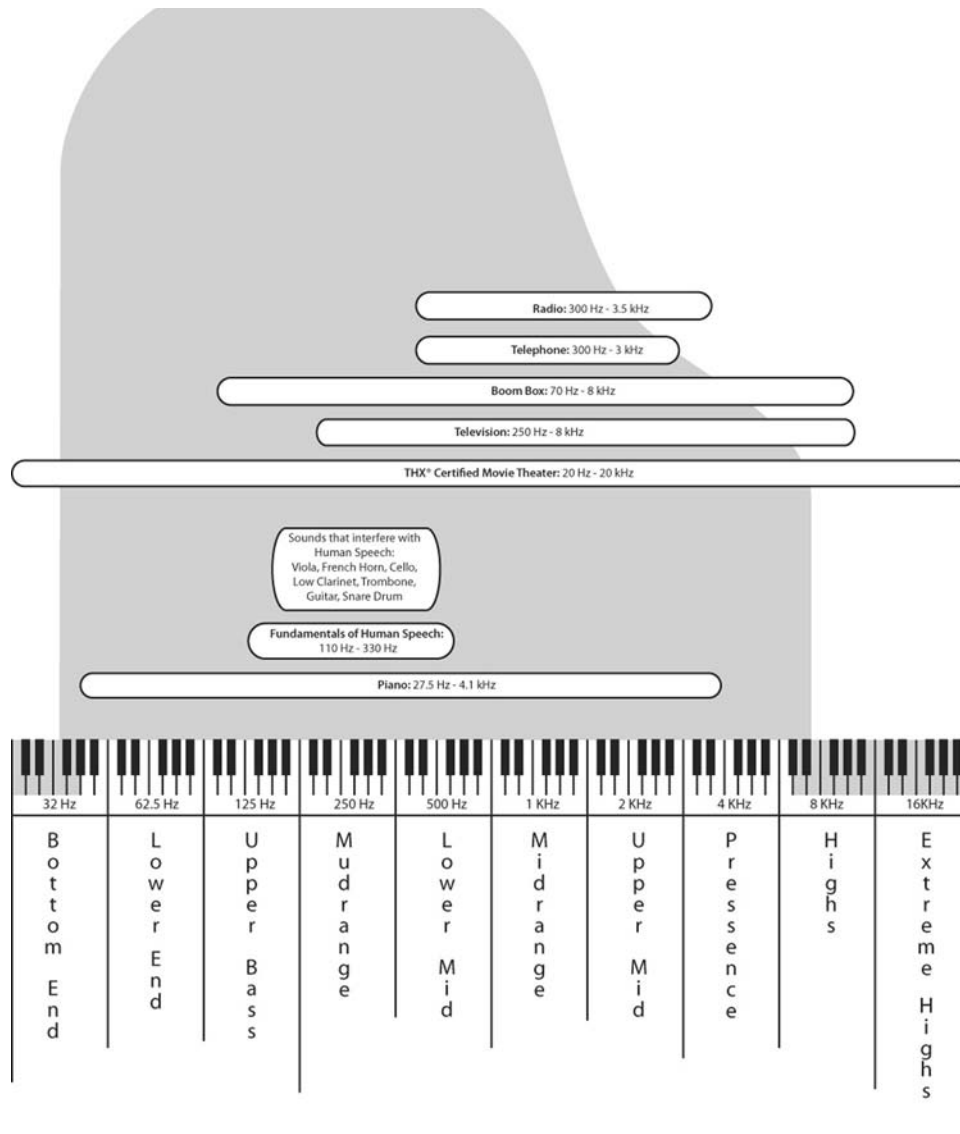 Radio: 300 Hz - 3.5 kHz
Telephone: 300 Hz - 3 kHz
Boom Box: 70 Hz - 8 kHz
Television: 250 Hz - 8 kHz
THX® Certified Movie Theater: 20 Hz - 20 kHz
Sounds that interfere with
Human Speech:
Viola, French Horn, Cello,
Low Clarinet, Trombone,
Guitar, Snare Drum
Fundamentals of Human Speech:
110 Hz - 330 Hz
Piano: 27.5 Hz - 4.1 kHz
32 Hz 62.5 Hz 125 Hz 250 Hz 500 Hz 1 KHz 2 KHz 4 KHz 8 KHz 16KHz
Bottom End
Lower End
Upper Bass
Mudrange
Lower Mid
Midrange
Upper Mid
Pressence
Highs
Extreme Highs